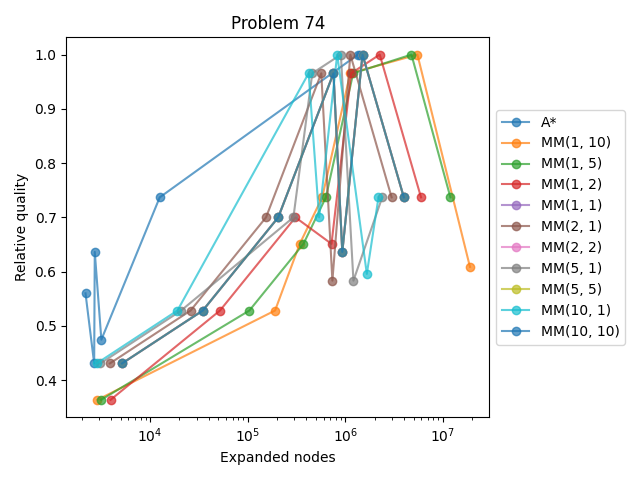 Problem 74
1.0
0.9
0.8
0.7
0.6
0.5
0.4
Relative quality
10^4
10^5
10^6
10^7
Expanded nodes
A*
MM(1, 10)
MM(1, 5)
MM(1, 2)
MM(1, 1)
MM(2, 1)
MM(2, 2)
MM(5, 1)
MM(5, 5)
MM(10, 1)
MM(10, 10)